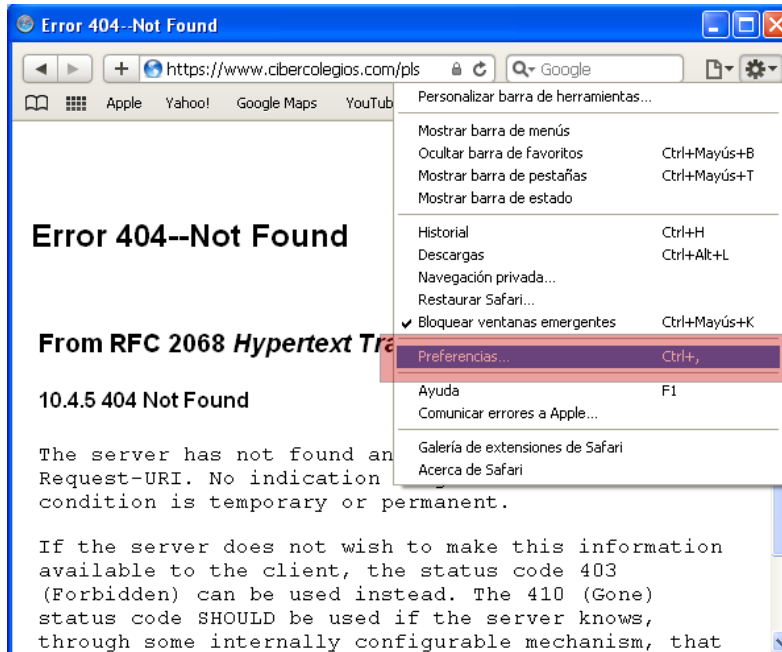 Error 404--Not Found
https://www.cibercolegios.com/pls
Google
Apple Yahoo! Google Maps YouTub
Personalizar barra de herramientas...
Mostrar barra de menús
Ocultar barra de favoritos Ctrl+Mayús+B
Mostrar barra de pestañas Ctrl+Mayús+T
Mostrar barra de estado
Historial Ctrl+H
Descargas Ctrl+Alt+L
Navegación privada...
Restaurar Safari...
Bloquear ventanas emergentes Ctrl+Mayús+K
Preferencias... Ctrl+,
Ayuda F1
Comunicar errores a Apple...
Galería de extensiones de Safari
Acerca de Safari
Error 404--Not Found
From RFC 2068 Hypertext Tra
10.4.5 404 Not Found
The server has not found an
Request-URI. No indication
condition is temporary or permanent.
If the server does not wish to make this information
available to the client, the status code 403
(Forbidden) can be used instead. The 410 (Gone)
status code SHOULD be used if the server knows,
through some internally configurable mechanism, that